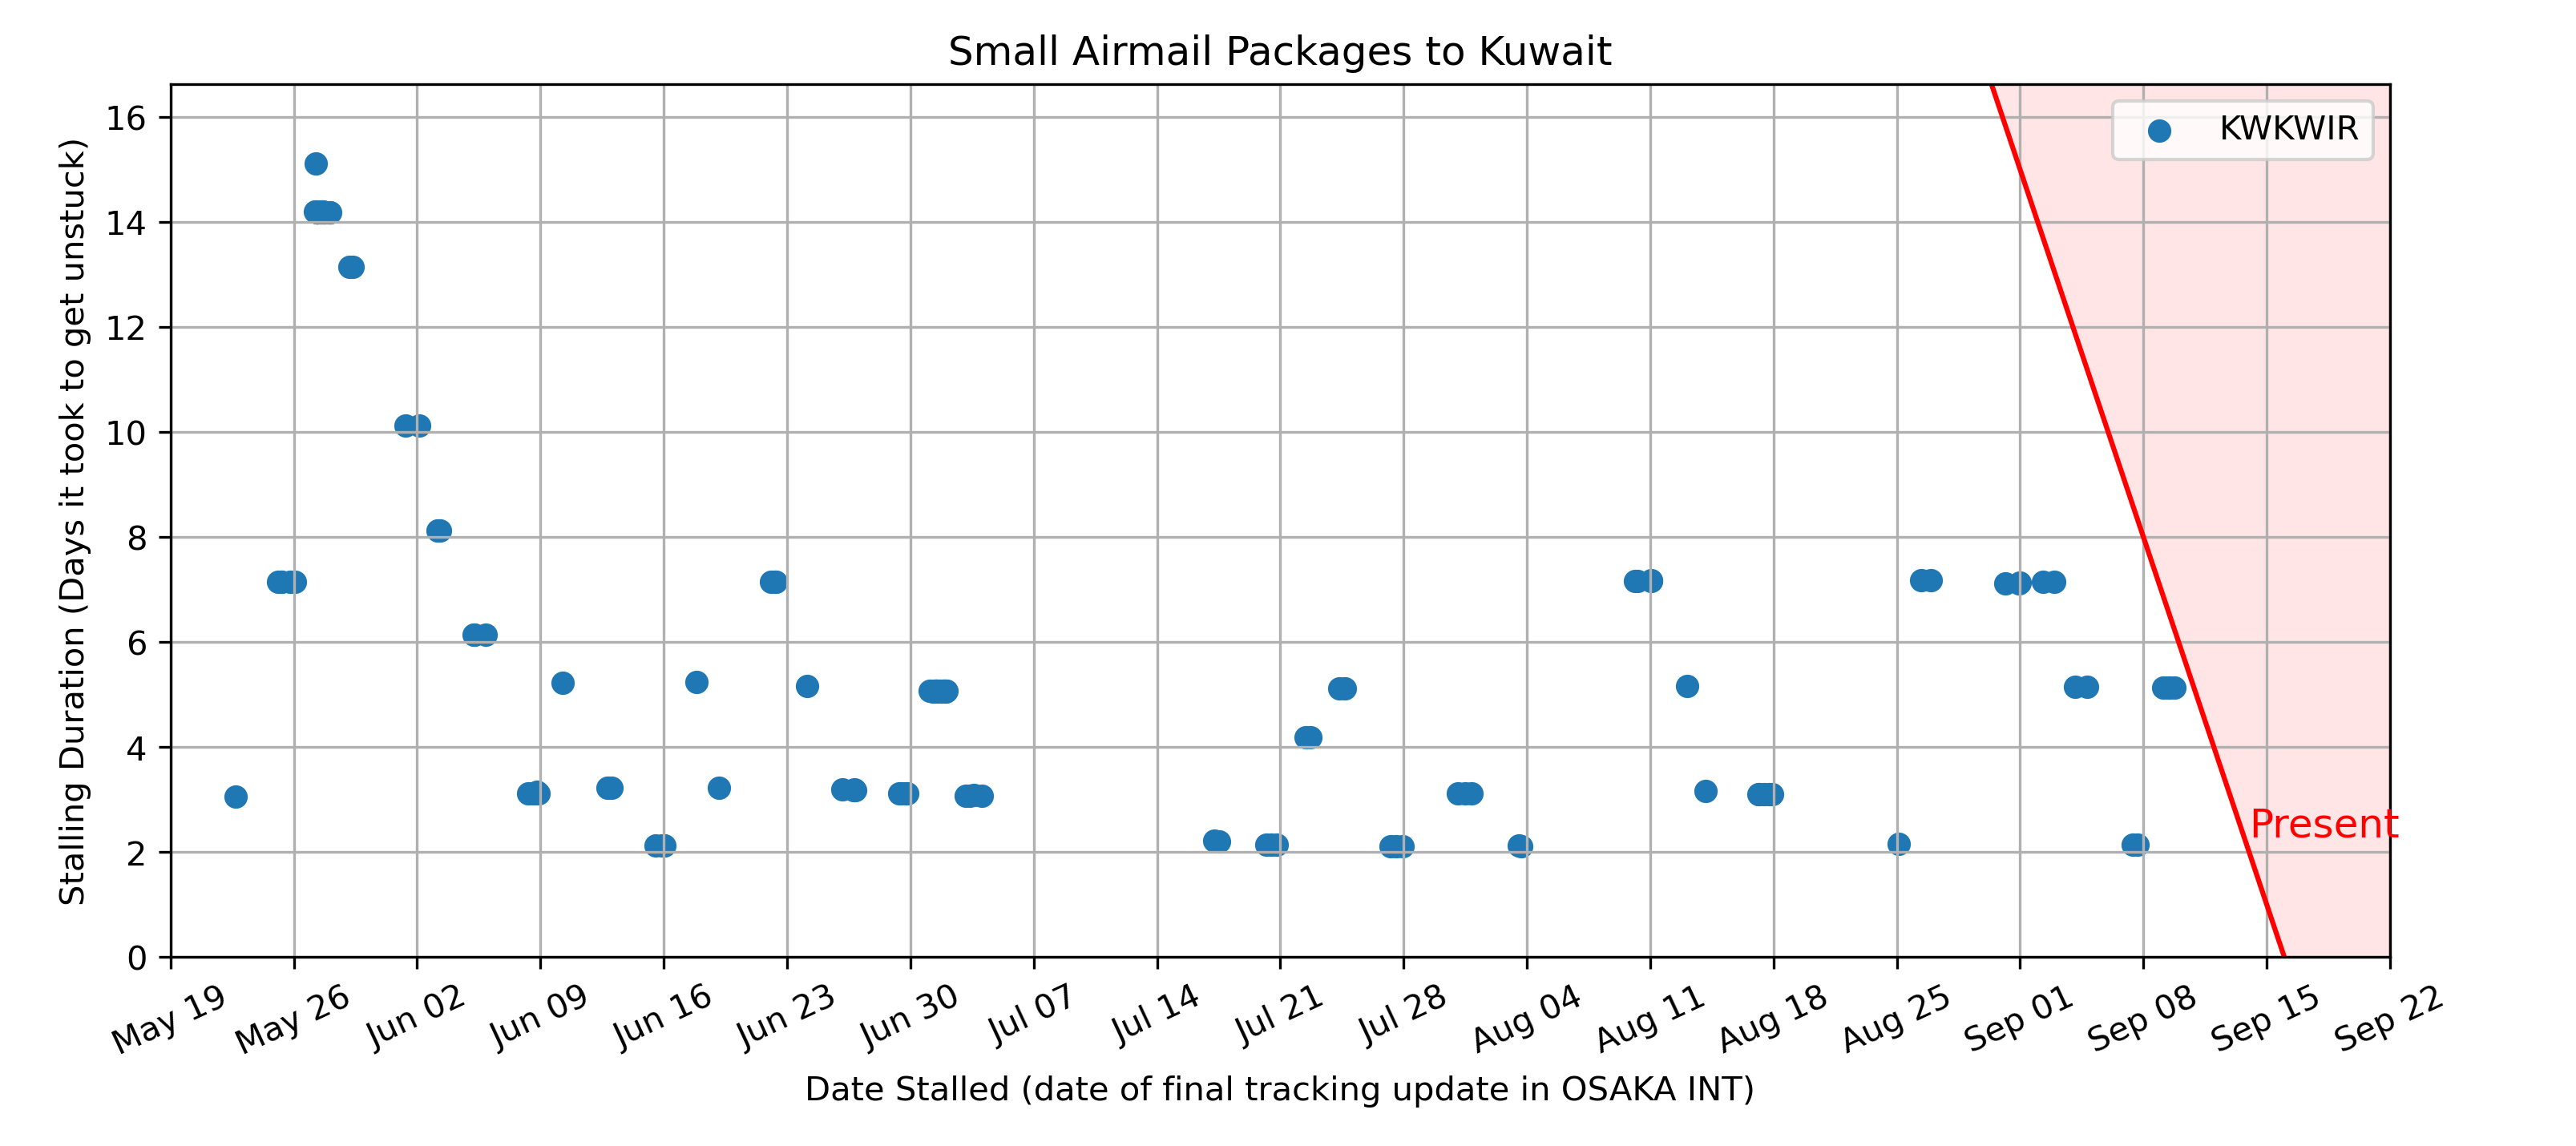 Small Airmail Packages to Kuwait
KWKWIR
Stalling Duration (Days it took to get unstuck)
16
14
12
10
8
6
4
2
0
Present
May 19 May 26 Jun 02 Jun 09 Jun 16 Jun 23 Jun 30 Jul 07 Jul 14 Jul 21 Jul 28 Aug 04 Aug 11 Aug 18 Aug 25 Sep 01 Sep 08 Sep 15 Sep 22
Date Stalled (date of final tracking update in OSAKA INT)